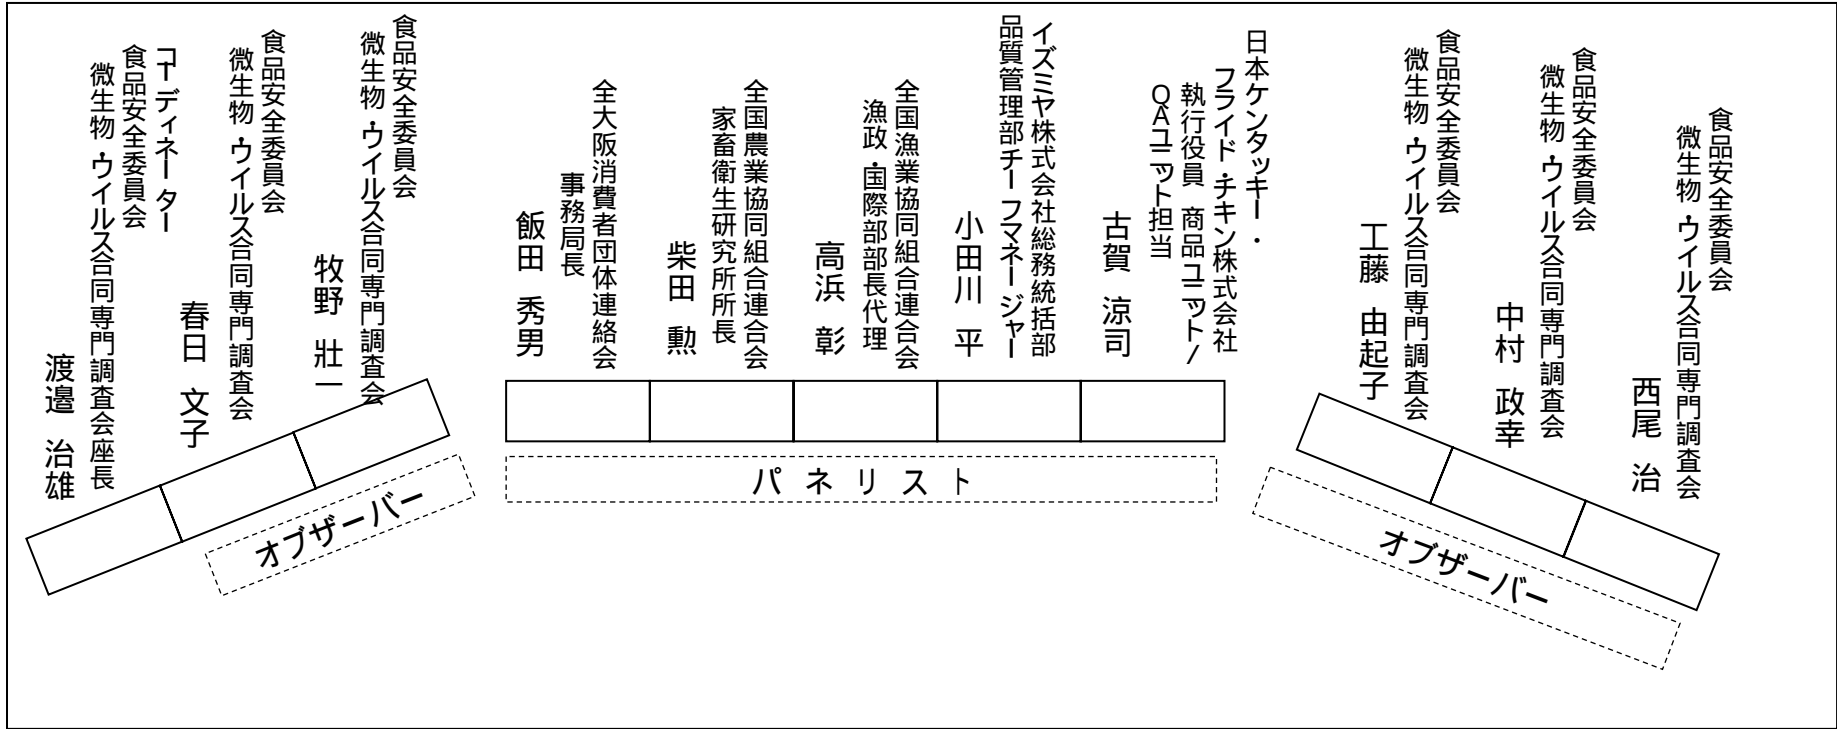 コーディネーター
食品安全委員会
微生物・ウイルス合同専門調査会座長
渡邉 治雄
食品安全委員会
微生物・ウイルス合同専門調査会
春日 文子
食品安全委員会
微生物・ウイルス合同専門調査会
牧野 壯一
オブザーバー
全大阪消費者団体連絡会
事務局長
飯田 秀男
全国農業協同組合連合会
家畜衛生研究所所長
柴田 勲
全国漁業協同組合連合会
漁政・国際部部長代理
高浜 彰
イズミヤ株式会社総務統括部
品質管理部チーフマネージャー
小田川 平
日本ケンタッキー・
フライド・チキン株式会社
執行役員 商品ユニット/
QAユニット担当
古賀 涼司
パネリスト
食品安全委員会
微生物・ウイルス合同専門調査会
工藤 由起子
食品安全委員会
微生物・ウイルス合同専門調査会
中村 政幸
食品安全委員会
微生物・ウイルス合同専門調査会
西尾 治
オブザーバー